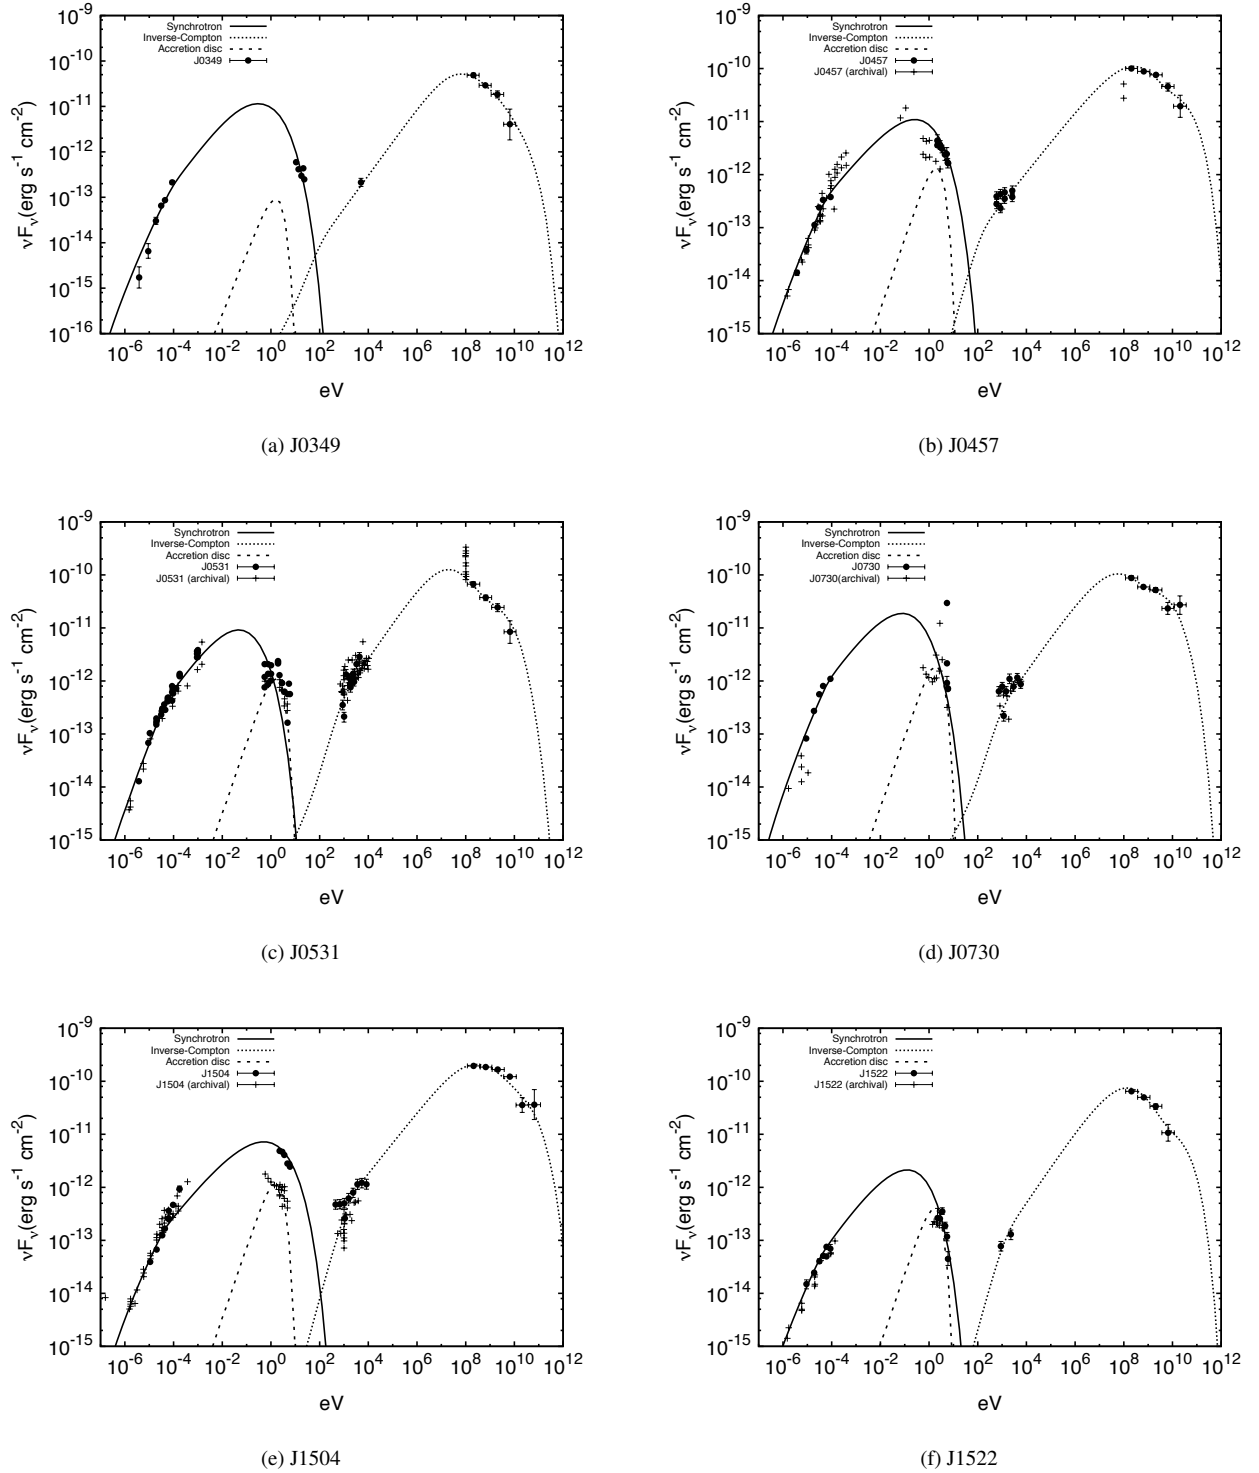 Synchrotron
Inverse-Compton
Accretion disc
J0349
10⁻⁹
10⁻¹⁰
10⁻¹¹
10⁻¹²
10⁻¹³
10⁻¹⁴
10⁻¹⁵
10⁻¹⁶
νFν(erg s⁻¹ cm⁻²)
10⁻⁶ 10⁻⁴ 10⁻² 10⁰ 10² 10⁴ 10⁶ 10⁸ 10¹⁰ 10¹²
eV
(a) J0349
Synchrotron
Inverse-Compton
Accretion disc
J0457
J0457 (archival)
10⁻⁹
10⁻¹⁰
10⁻¹¹
10⁻¹²
10⁻¹³
10⁻¹⁴
10⁻¹⁵
νFν(erg s⁻¹ cm⁻²)
10⁻⁶ 10⁻⁴ 10⁻² 10⁰ 10² 10⁴ 10⁶ 10⁸ 10¹⁰ 10¹²
eV
(b) J0457
Synchrotron
Inverse-Compton
Accretion disc
J0531
J0531 (archival)
10⁻⁹
10⁻¹⁰
10⁻¹¹
10⁻¹²
10⁻¹³
10⁻¹⁴
10⁻¹⁵
νFν(erg s⁻¹ cm⁻²)
10⁻⁶ 10⁻⁴ 10⁻² 10⁰ 10² 10⁴ 10⁶ 10⁸ 10¹⁰ 10¹²
eV
(c) J0531
Synchrotron
Inverse-Compton
Accretion disc
J0730
J0730(archival)
10⁻⁹
10⁻¹⁰
10⁻¹¹
10⁻¹²
10⁻¹³
10⁻¹⁴
10⁻¹⁵
νFν(erg s⁻¹ cm⁻²)
10⁻⁶ 10⁻⁴ 10⁻² 10⁰ 10² 10⁴ 10⁶ 10⁸ 10¹⁰ 10¹²
eV
(d) J0730
Synchrotron
Inverse-Compton
Accretion disc
J1504
J1504 (archival)
10⁻⁹
10⁻¹⁰
10⁻¹¹
10⁻¹²
10⁻¹³
10⁻¹⁴
10⁻¹⁵
νFν(erg s⁻¹ cm⁻²)
10⁻⁶ 10⁻⁴ 10⁻² 10⁰ 10² 10⁴ 10⁶ 10⁸ 10¹⁰ 10¹²
eV
(e) J1504
Synchrotron
Inverse-Compton
Accretion disc
J1522
J1522 (archival)
10⁻⁹
10⁻¹⁰
10⁻¹¹
10⁻¹²
10⁻¹³
10⁻¹⁴
10⁻¹⁵
νFν(erg s⁻¹ cm⁻²)
10⁻⁶ 10⁻⁴ 10⁻² 10⁰ 10² 10⁴ 10⁶ 10⁸ 10¹⁰ 10¹²
eV
(f) J1522